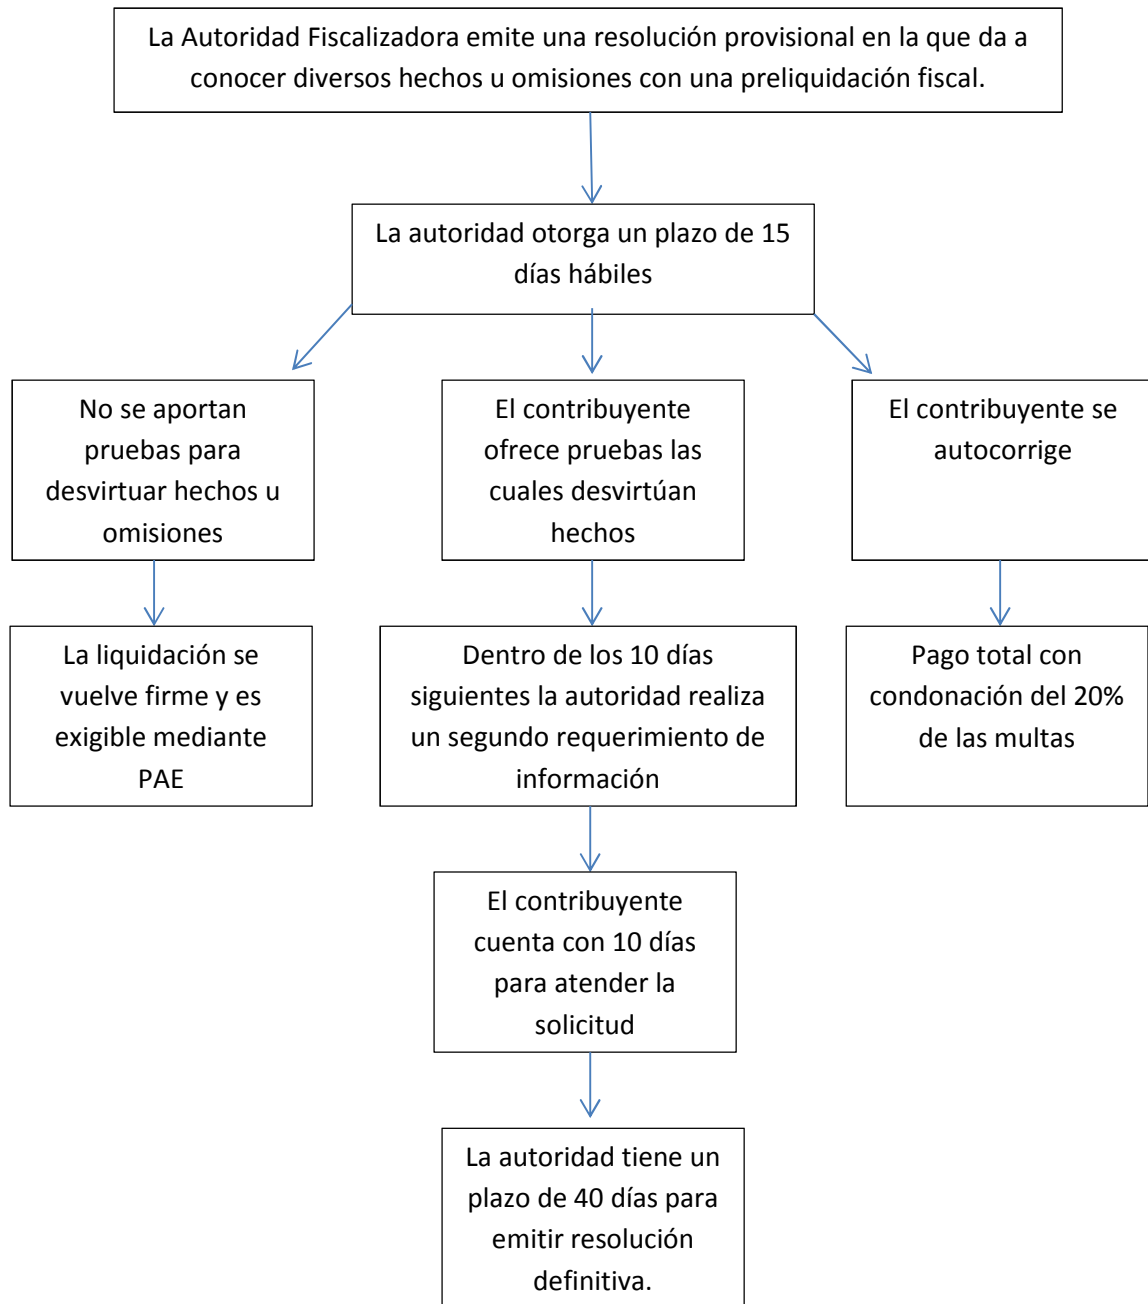 La Autoridad Fiscalizadora emite una resolución provisional en la que da a
conocer diversos hechos u omisiones con una preliquidación fiscal.
La autoridad otorga un plazo de 15
días hábiles
No se aportan
pruebas para
desvirtuar hechos u
omisiones
El contribuyente
ofrece pruebas las
cuales desvirtúan
hechos
El contribuyente se
autocorrige
La liquidación se
vuelve firme y es
exigible mediante
PAE
Dentro de los 10 días
siguientes la autoridad realiza
un segundo requerimiento de
información
Pago total con
condonación del 20%
de las multas
El contribuyente
cuenta con 10 días
para atender la
solicitud
La autoridad tiene un
plazo de 40 días para
emitir resolución
definitiva.